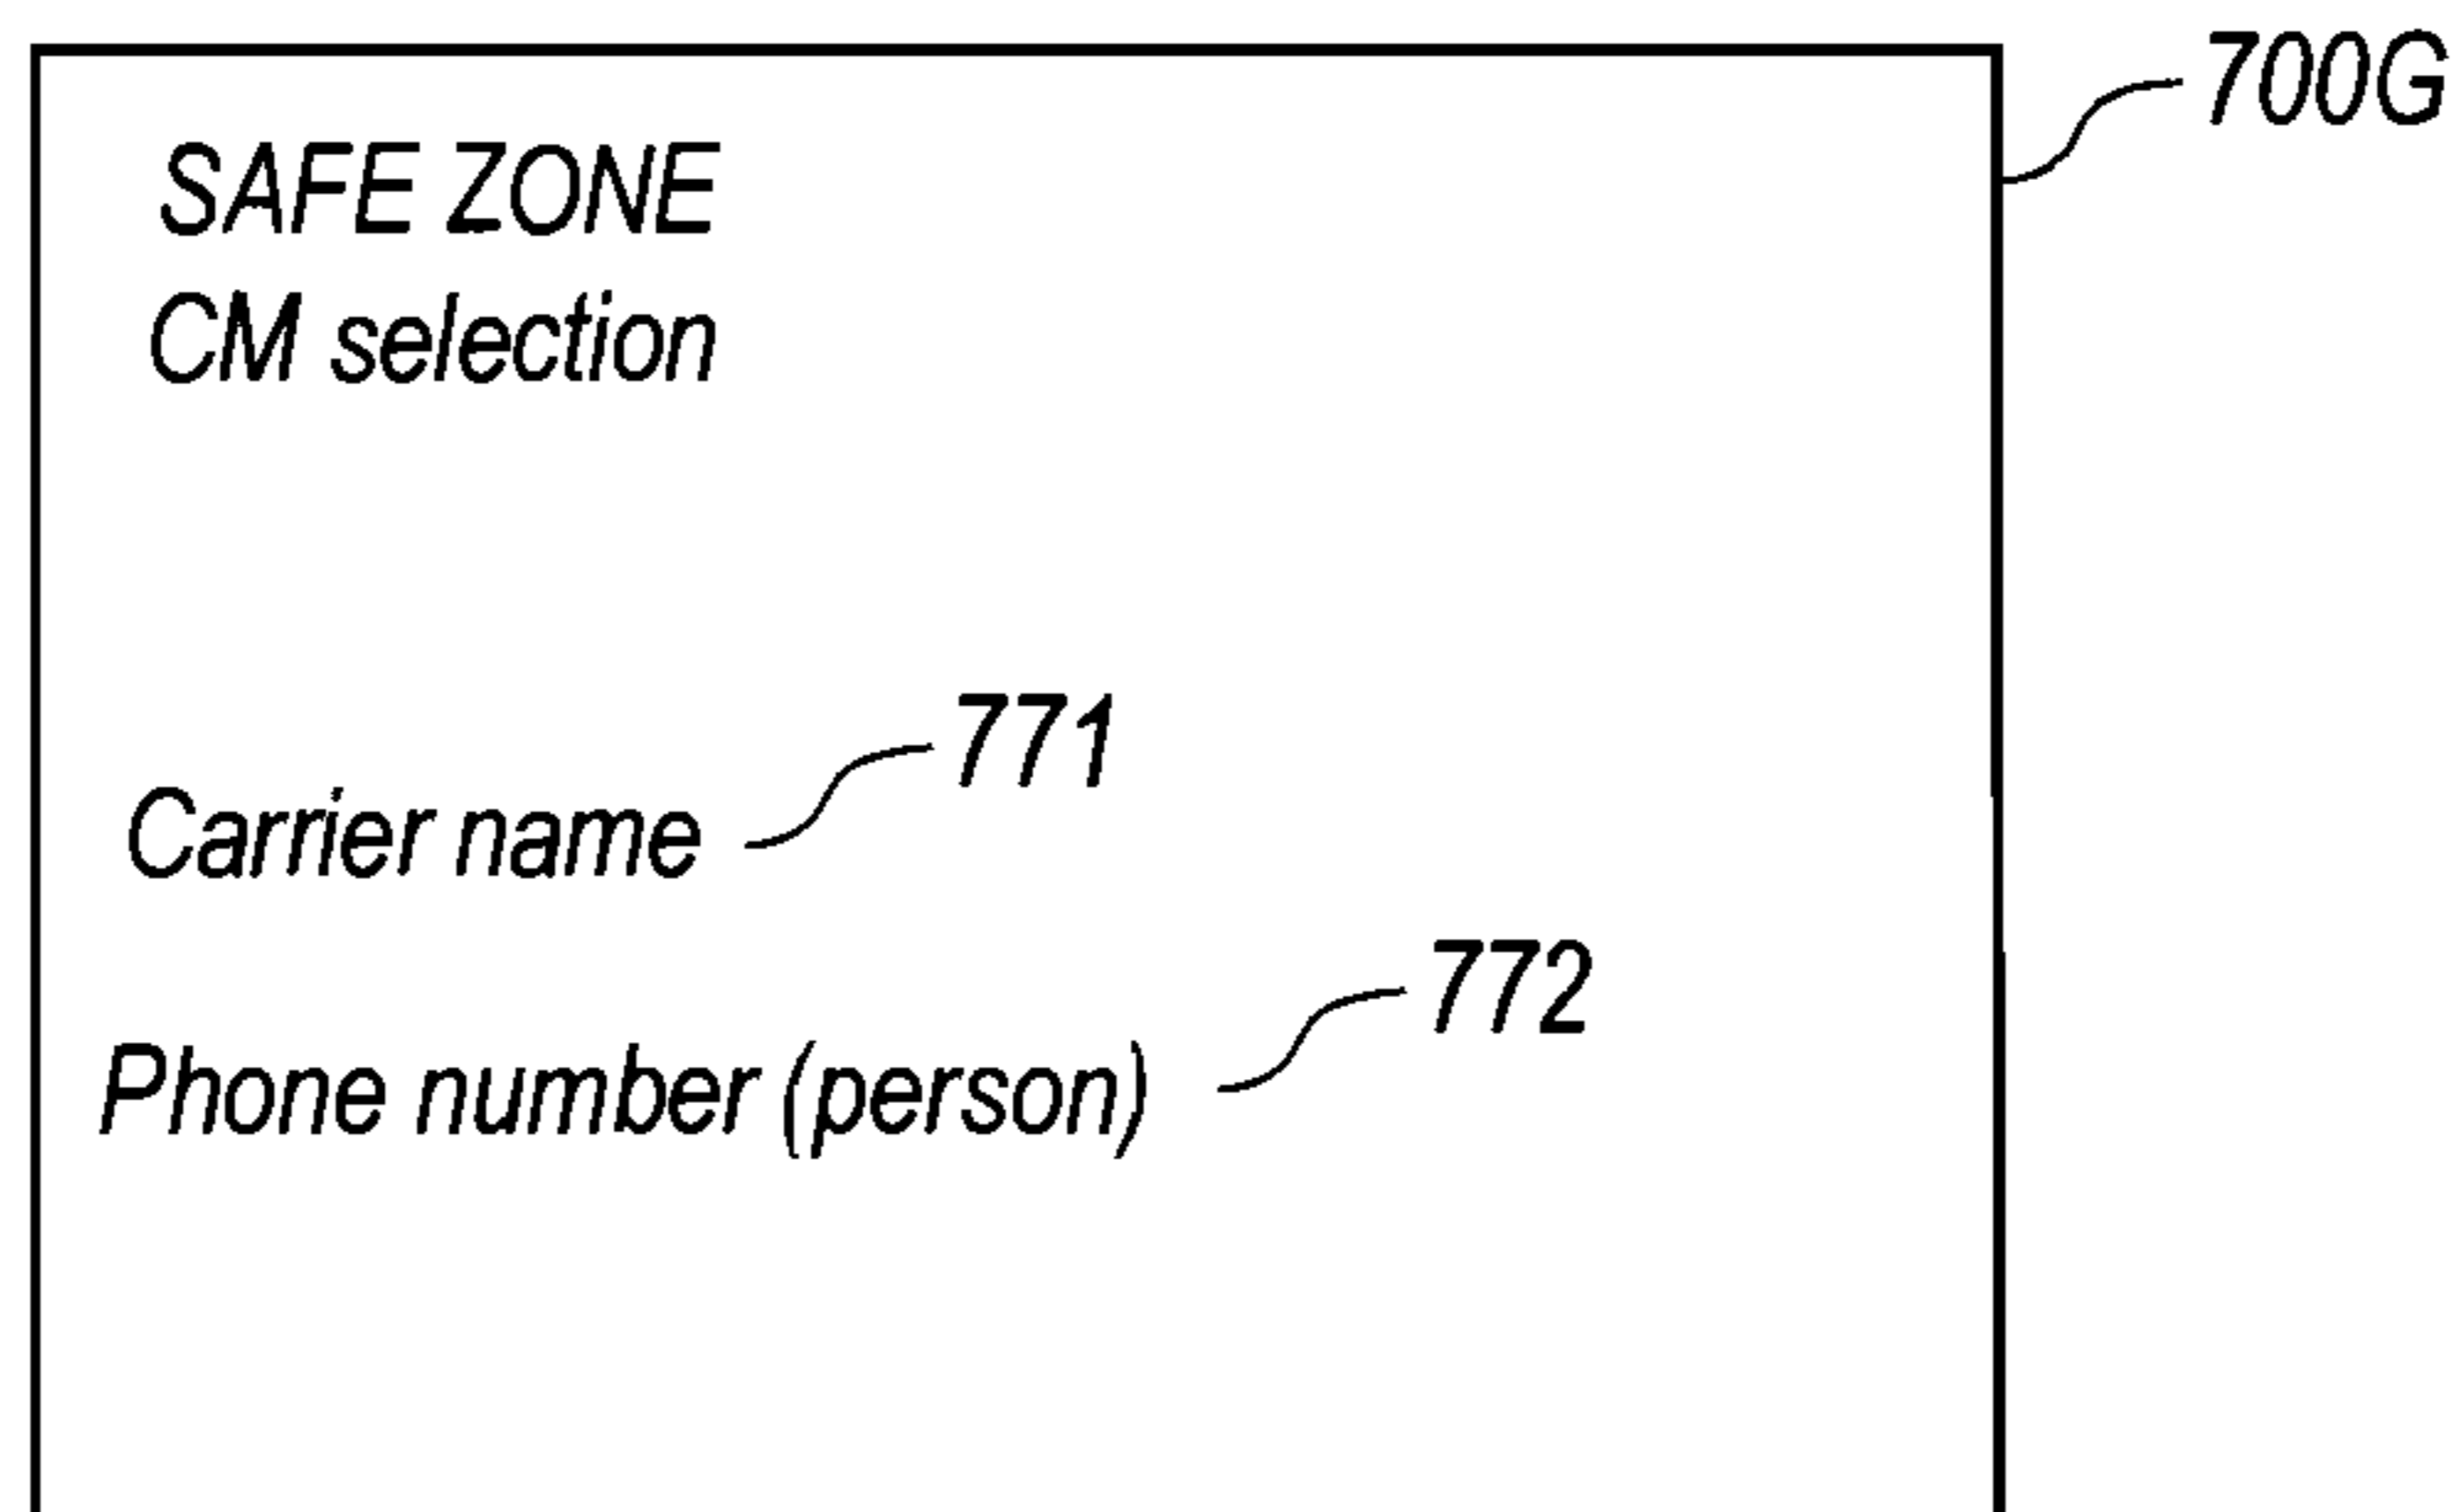 700G
SAFE ZONE
CM selection
771
Carrier name
772
Phone number (person)